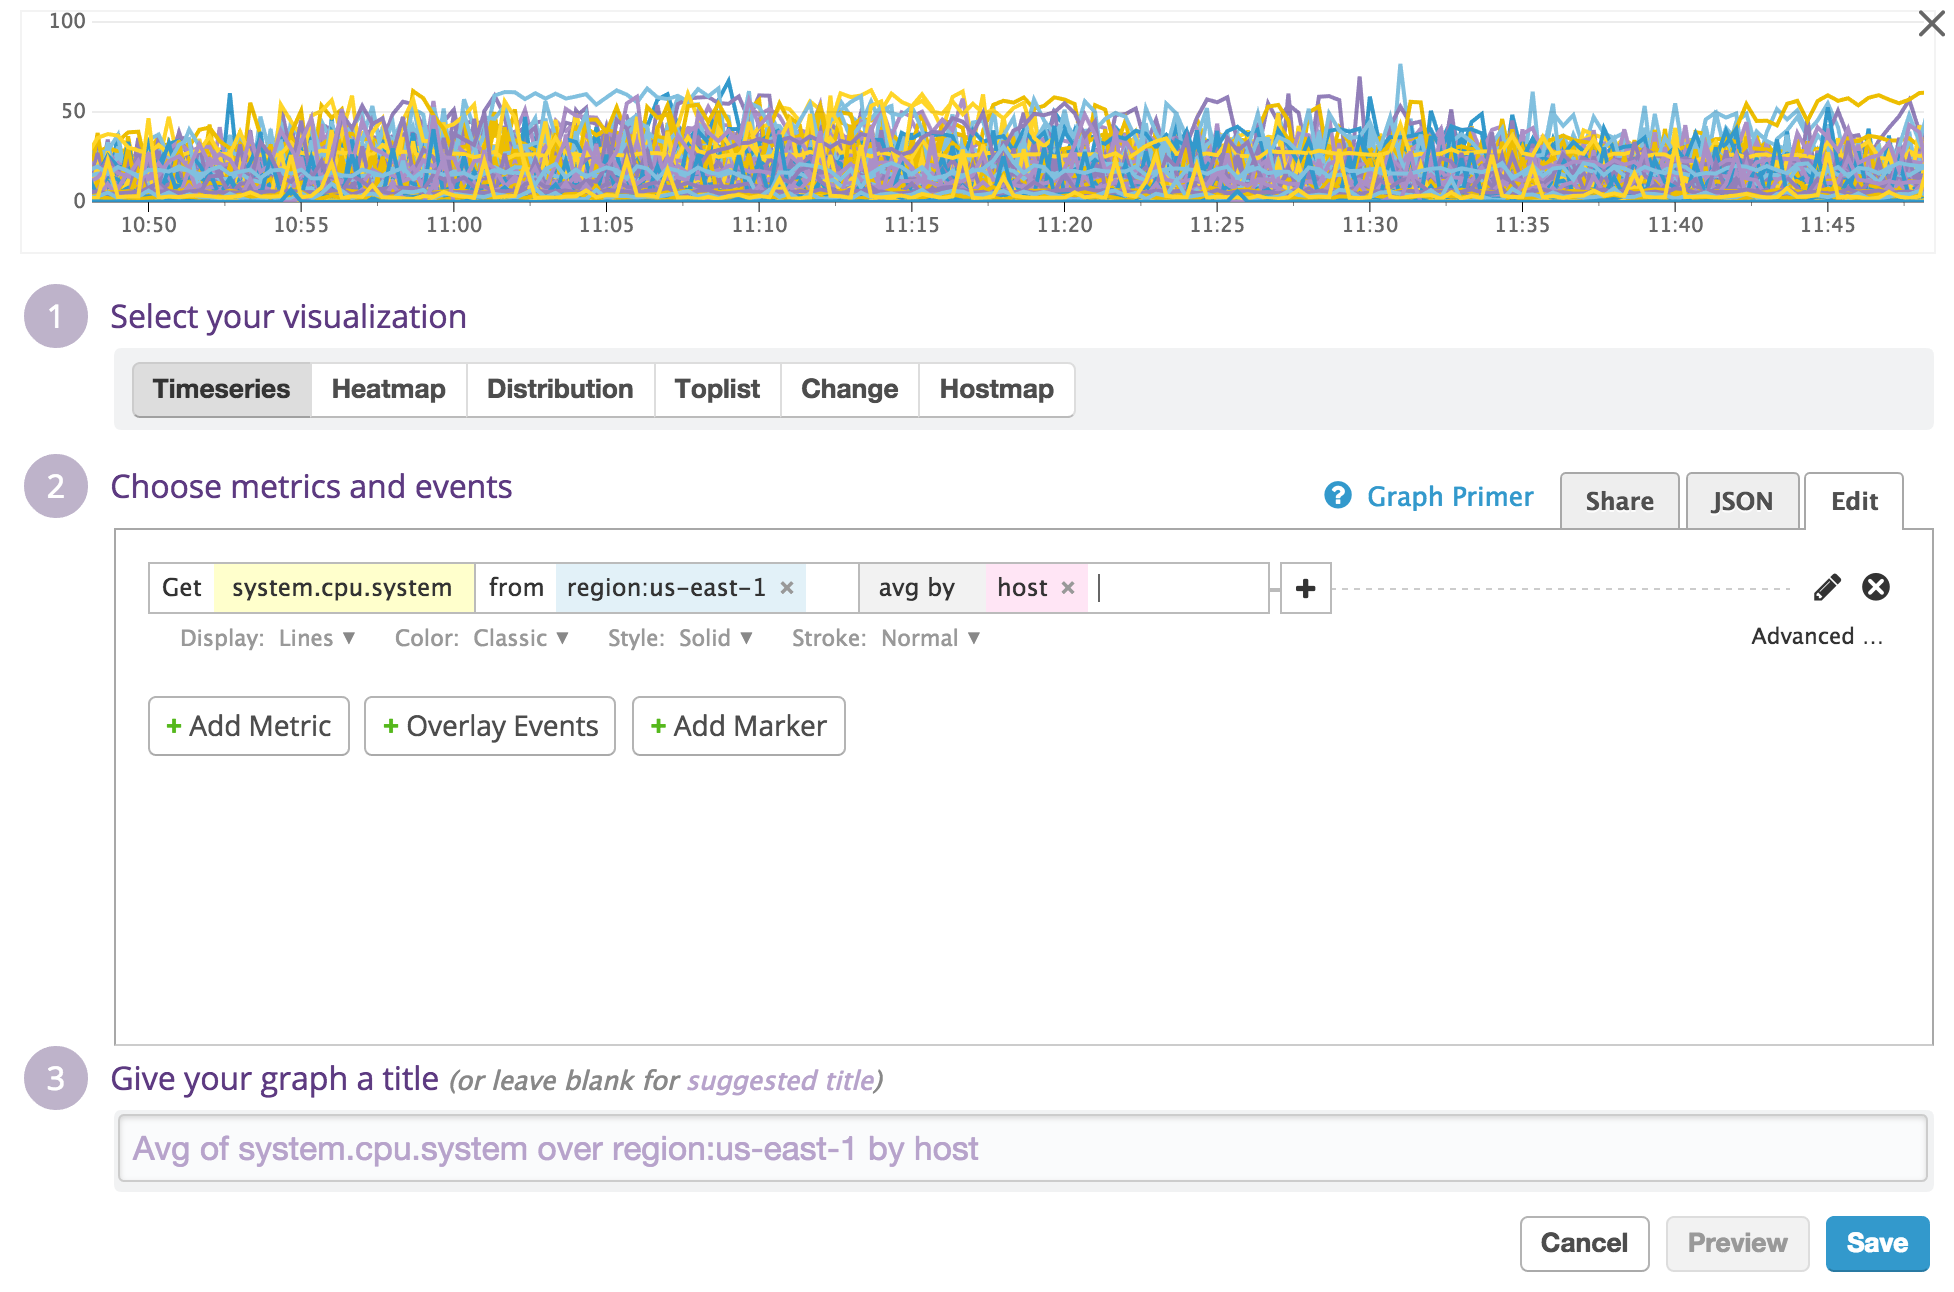 100
50
0
10:50 10:55 11:00 11:05 11:10 11:15 11:20 11:25 11:30 11:35 11:40 11:45
1 Select your visualization
Timeseries Heatmap Distribution Toplist Change Hostmap
2 Choose metrics and events
? Graph Primer Share JSON Edit
Get system.cpu.system from region:us-east-1 × avg by host × +
Display: Lines ▼ Color: Classic ▼ Style: Solid ▼ Stroke: Normal ▼ Advanced ...
+ Add Metric + Overlay Events + Add Marker
3 Give your graph a title (or leave blank for suggested title)
Avg of system.cpu.system over region:us-east-1 by host
Cancel Preview Save